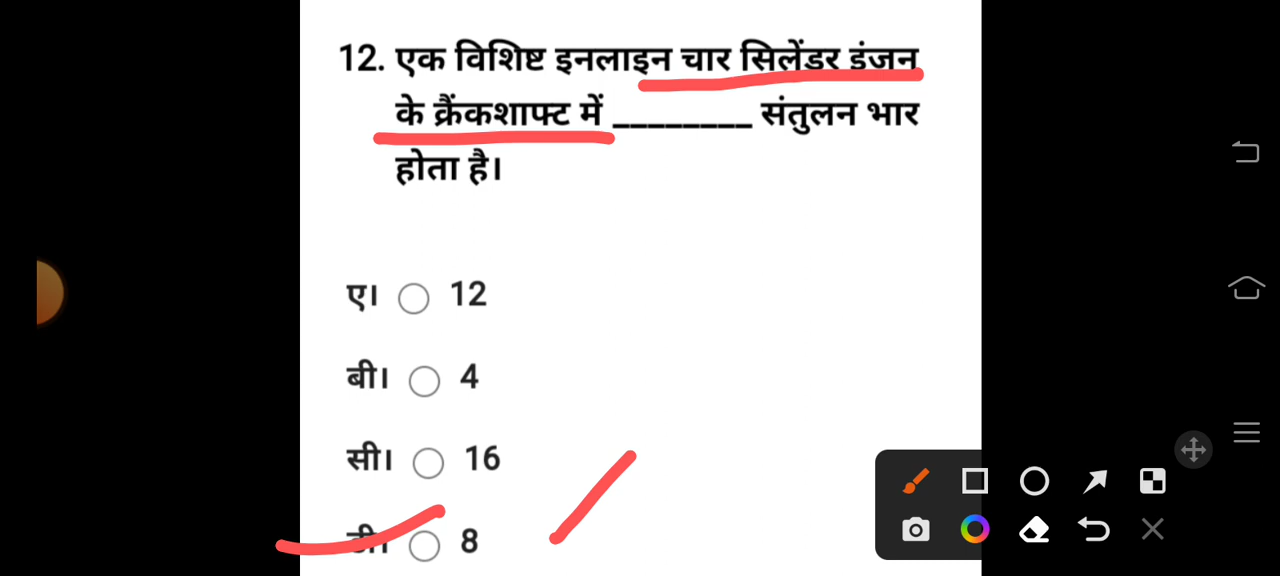 12. एक विशिष्ट इनलाइन चार सिलेंडर इंजन
के क्रैंकशाफ्ट में ________ संतुलन भार
होता है।
ए। 12
बी। 4
सी। 16
डी। 8